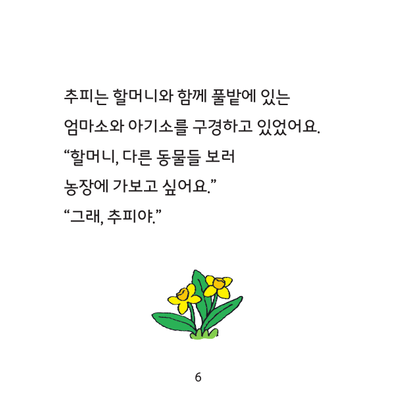 추피는 할머니와 함께 풀밭에 있는
엄마소와 아기소를 구경하고 있었어요.
“할머니, 다른 동물들 보러
농장에 가보고 싶어요.”
“그래, 추피야.”
6